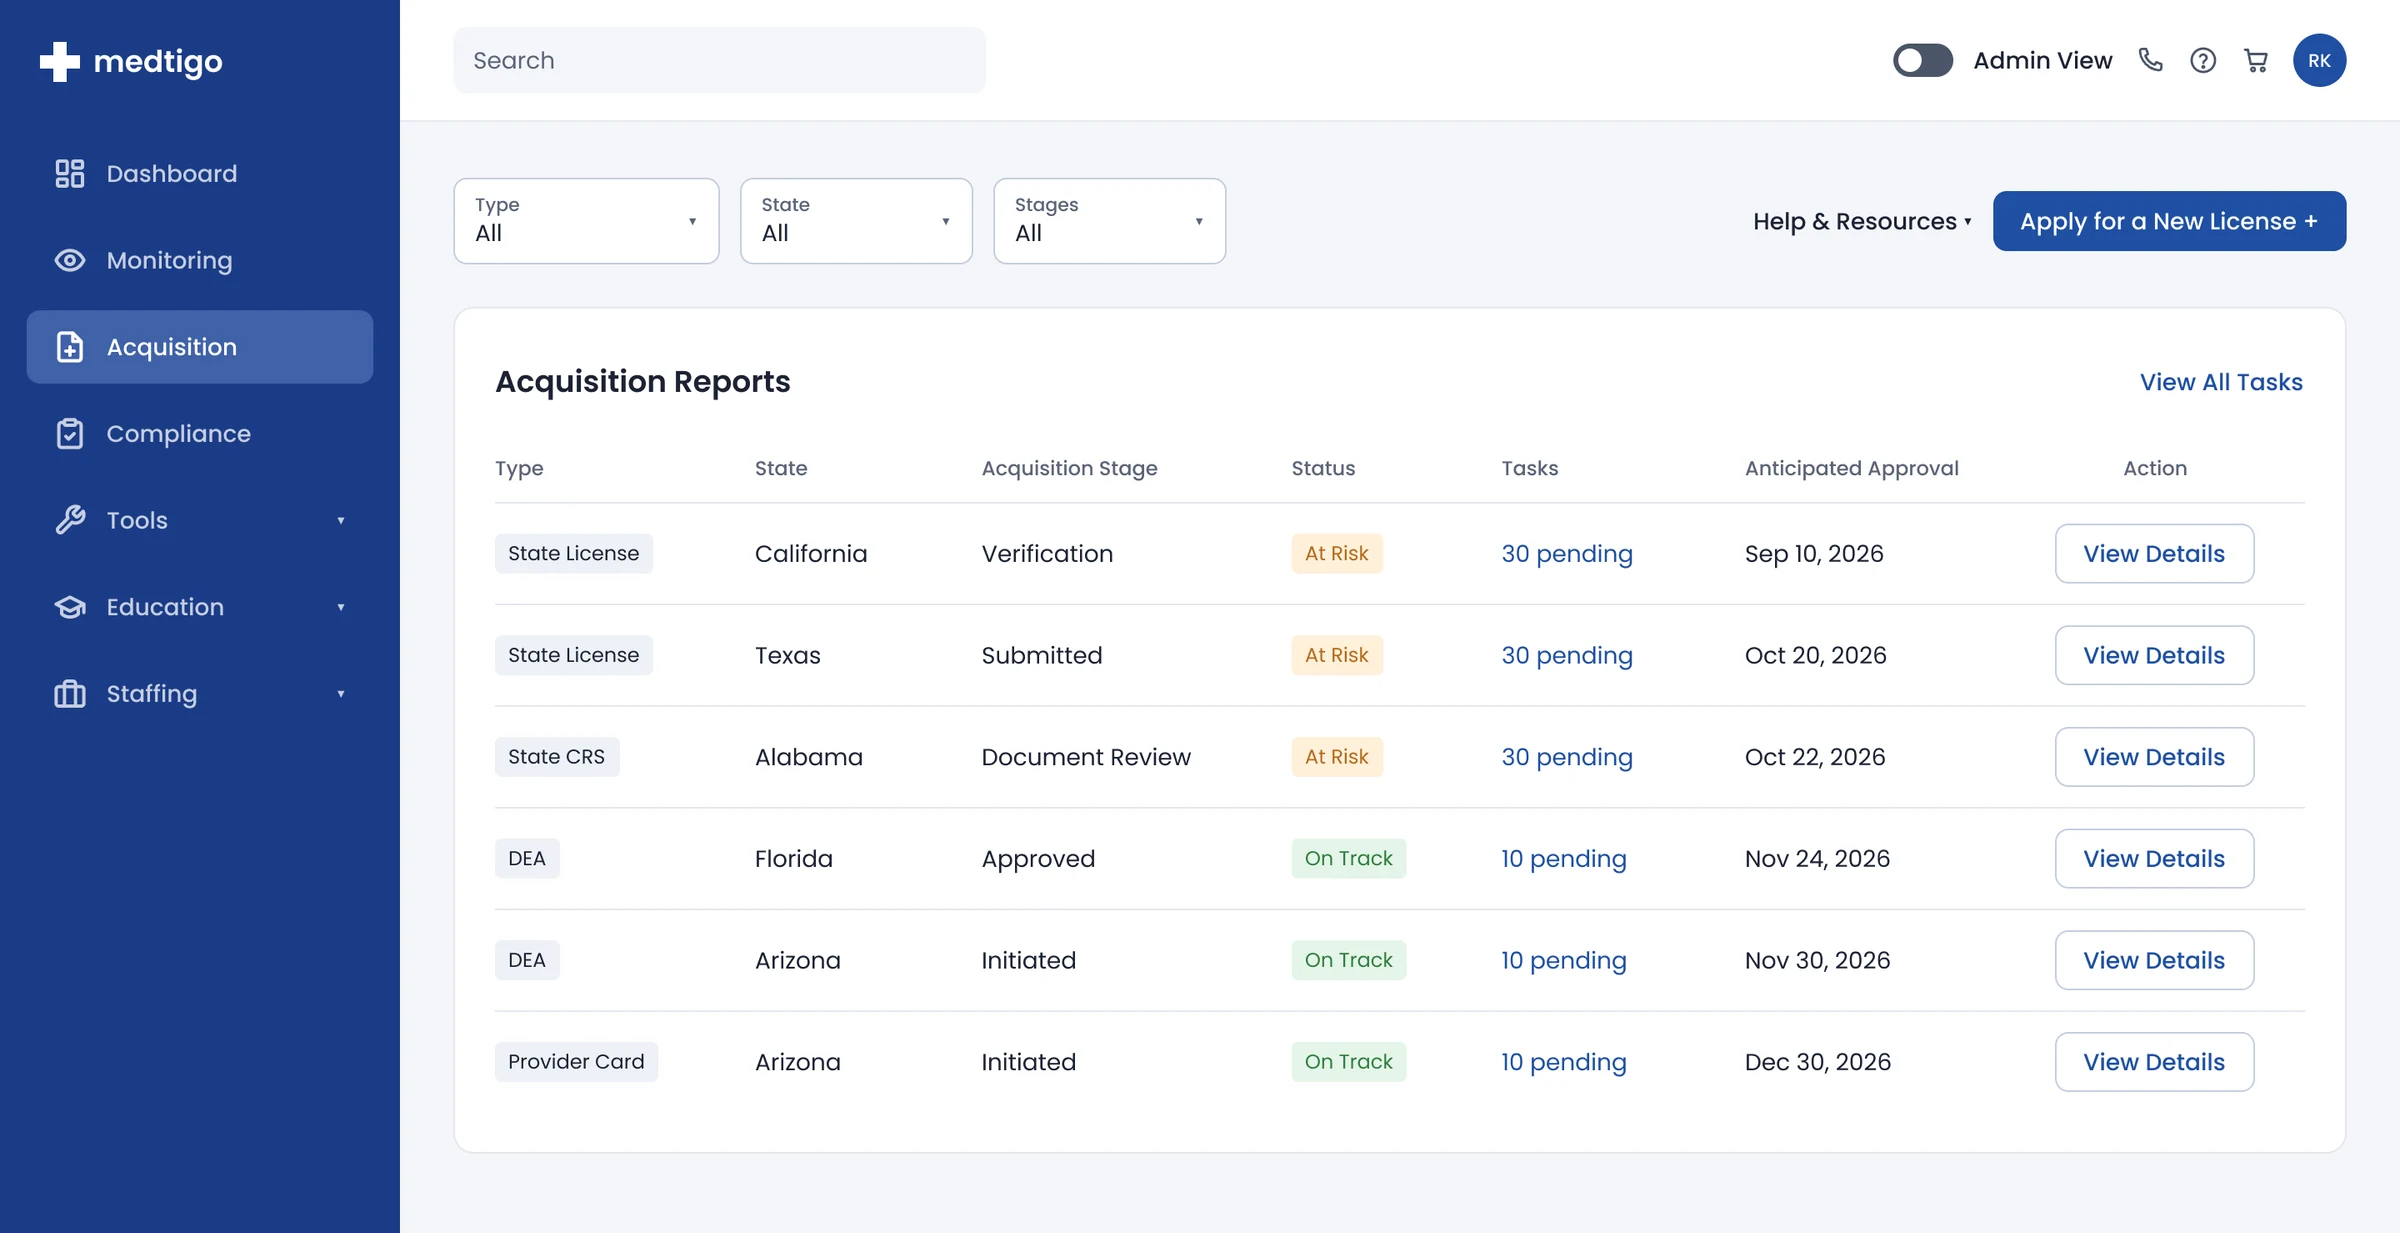 medtigo
Search
Admin View
RK
Dashboard
Monitoring
Acquisition
Compliance
Tools
Education
Staffing
Type
All
State
All
Stages
All
Help & Resources
Apply for a New License +
Acquisition Reports
View All Tasks
Type State Acquisition Stage Status Tasks Anticipated Approval Action
State License California Verification At Risk 30 pending Sep 10, 2026 View Details
State License Texas Submitted At Risk 30 pending Oct 20, 2026 View Details
State CRS Alabama Document Review At Risk 30 pending Oct 22, 2026 View Details
DEA Florida Approved On Track 10 pending Nov 24, 2026 View Details
DEA Arizona Initiated On Track 10 pending Nov 30, 2026 View Details
Provider Card Arizona Initiated On Track 10 pending Dec 30, 2026 View Details